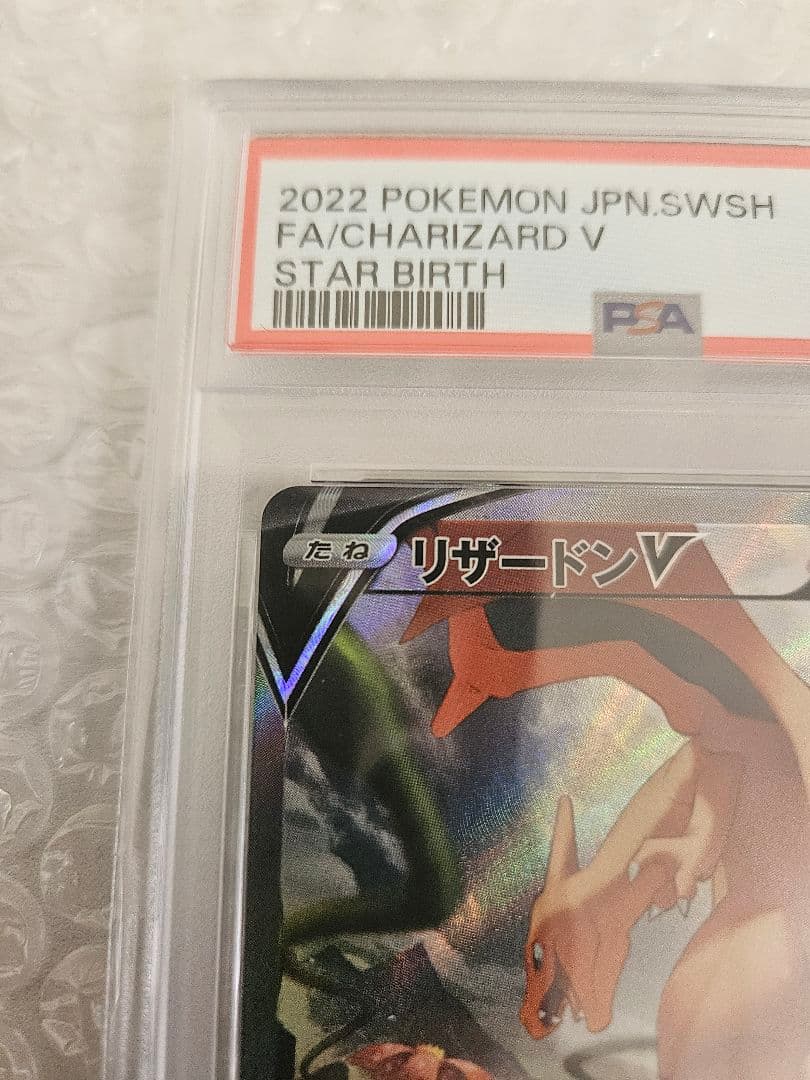 2022 POKEMON JPN.SWSH
FA/CHARIZARD V
STAR BIRTH
PSA
たね リザードンV